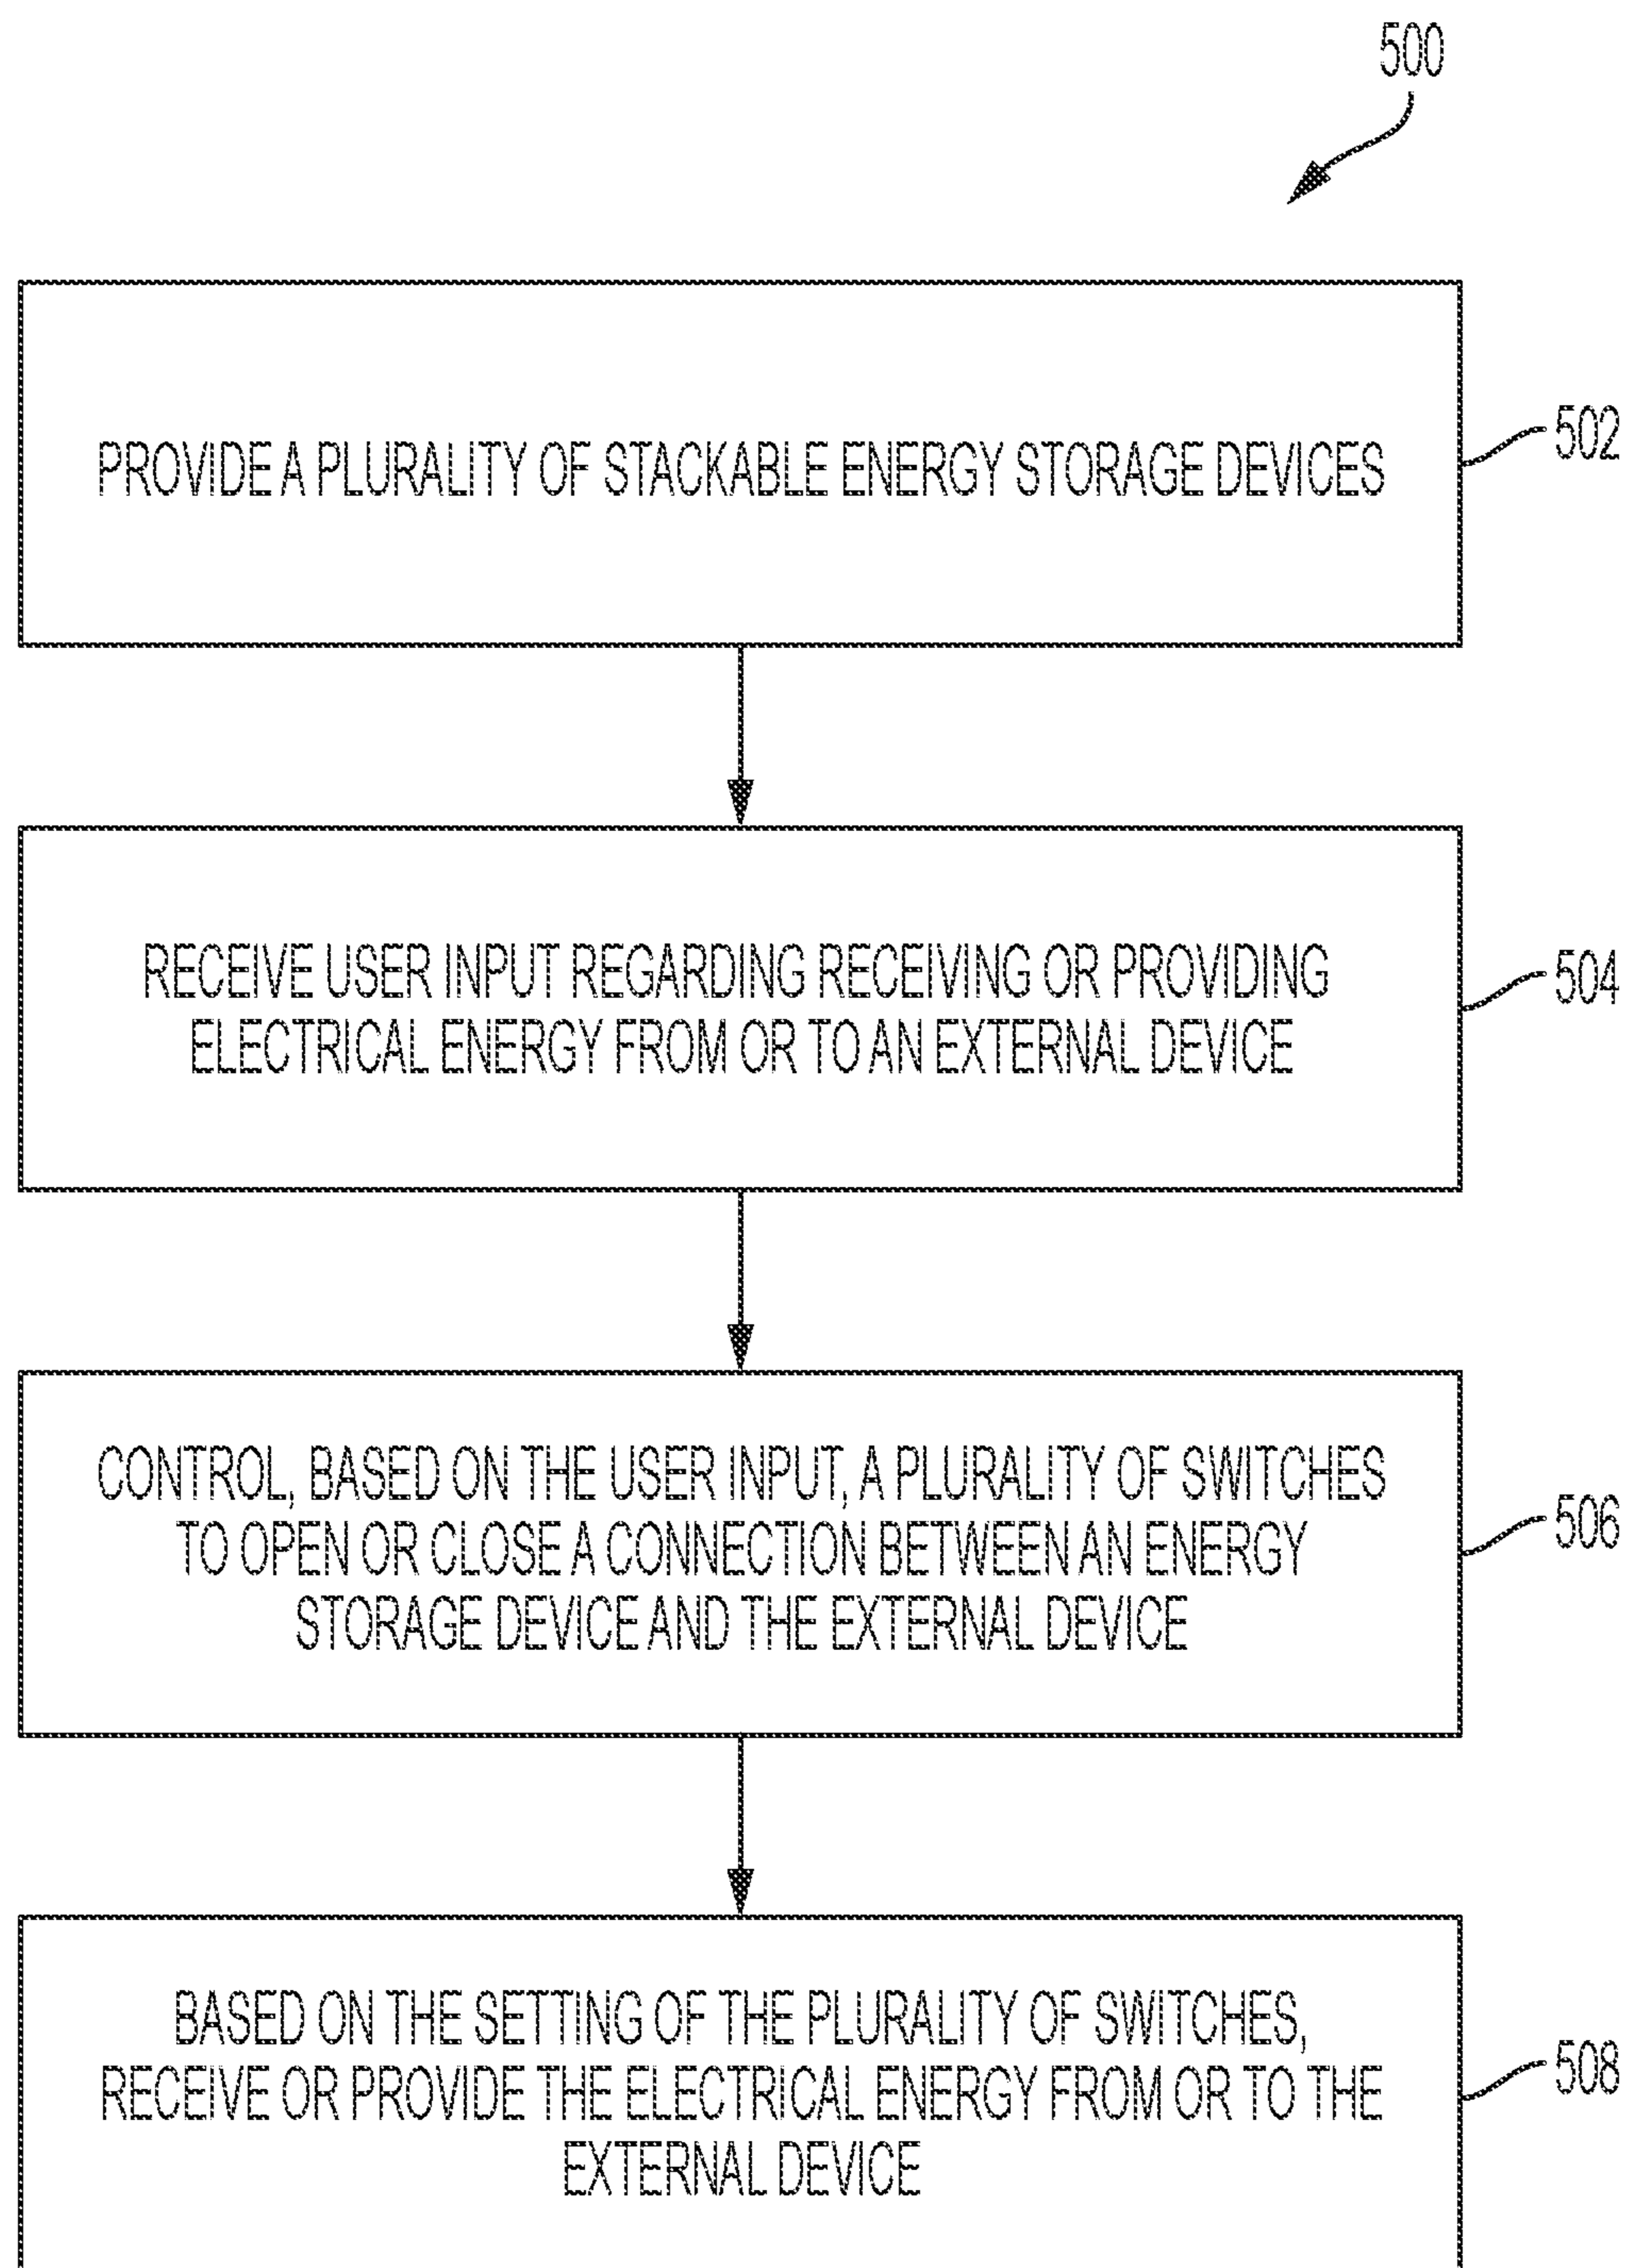 500
PROVIDE A PLURALITY OF STACKABLE ENERGY STORAGE DEVICES
502
RECEIVE USER INPUT REGARDING RECEIVING OR PROVIDING
ELECTRICAL ENERGY FROM OR TO AN EXTERNAL DEVICE
504
CONTROL, BASED ON THE USER INPUT, A PLURALITY OF SWITCHES
TO OPEN OR CLOSE A CONNECTION BETWEEN AN ENERGY
STORAGE DEVICE AND THE EXTERNAL DEVICE
506
BASED ON THE SETTING OF THE PLURALITY OF SWITCHES,
RECEIVE OR PROVIDE THE ELECTRICAL ENERGY FROM OR TO THE
EXTERNAL DEVICE
508